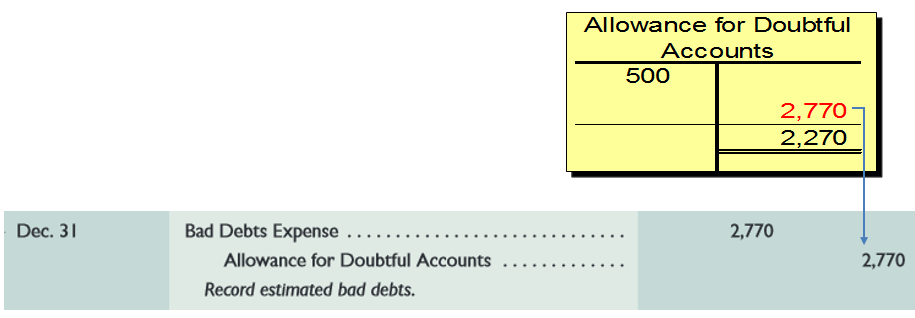 Allowance for Doubtful
Accounts
500
2,770
2,270
Dec. 31 Bad Debts Expense .............................. 2,770
Allowance for Doubtful Accounts ............. 2,770
Record estimated bad debts.